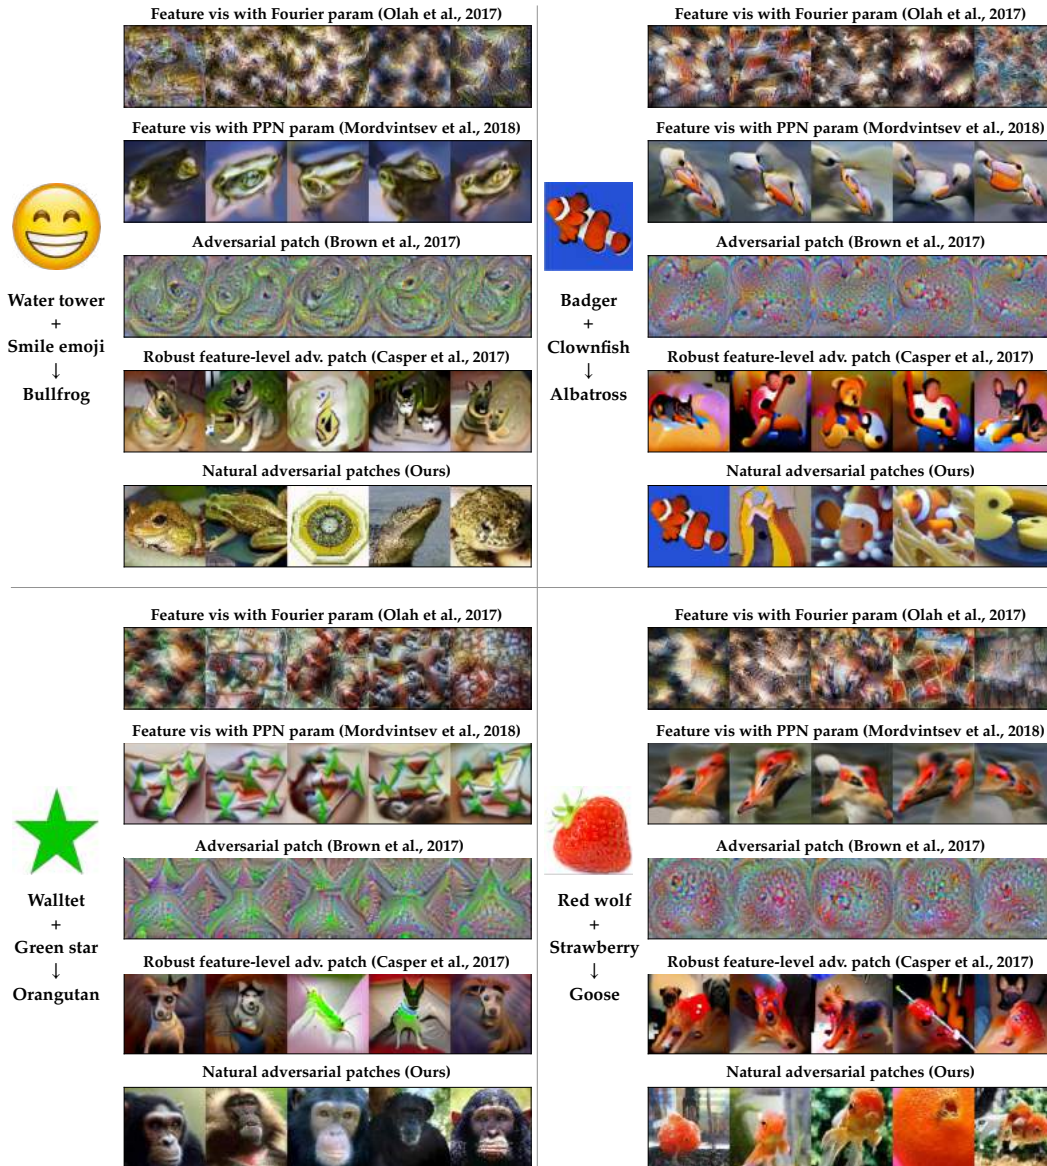 Feature vis with Fourier param (Olah et al., 2017)
Feature vis with PPN param (Mordvintsev et al., 2018)
Adversarial patch (Brown et al., 2017)
Water tower
+
Smile emoji
↓
Bullfrog
Robust feature-level adv. patch (Casper et al., 2017)
Natural adversarial patches (Ours)
Feature vis with Fourier param (Olah et al., 2017)
Feature vis with PPN param (Mordvintsev et al., 2018)
Adversarial patch (Brown et al., 2017)
Badger
+
Clownfish
↓
Albatross
Robust feature-level adv. patch (Casper et al., 2017)
Natural adversarial patches (Ours)
Feature vis with Fourier param (Olah et al., 2017)
Feature vis with PPN param (Mordvintsev et al., 2018)
Adversarial patch (Brown et al., 2017)
Walltet
+
Green star
↓
Orangutan
Robust feature-level adv. patch (Casper et al., 2017)
Natural adversarial patches (Ours)
Feature vis with Fourier param (Olah et al., 2017)
Feature vis with PPN param (Mordvintsev et al., 2018)
Adversarial patch (Brown et al., 2017)
Red wolf
+
Strawberry
↓
Goose
Robust feature-level adv. patch (Casper et al., 2017)
Natural adversarial patches (Ours)